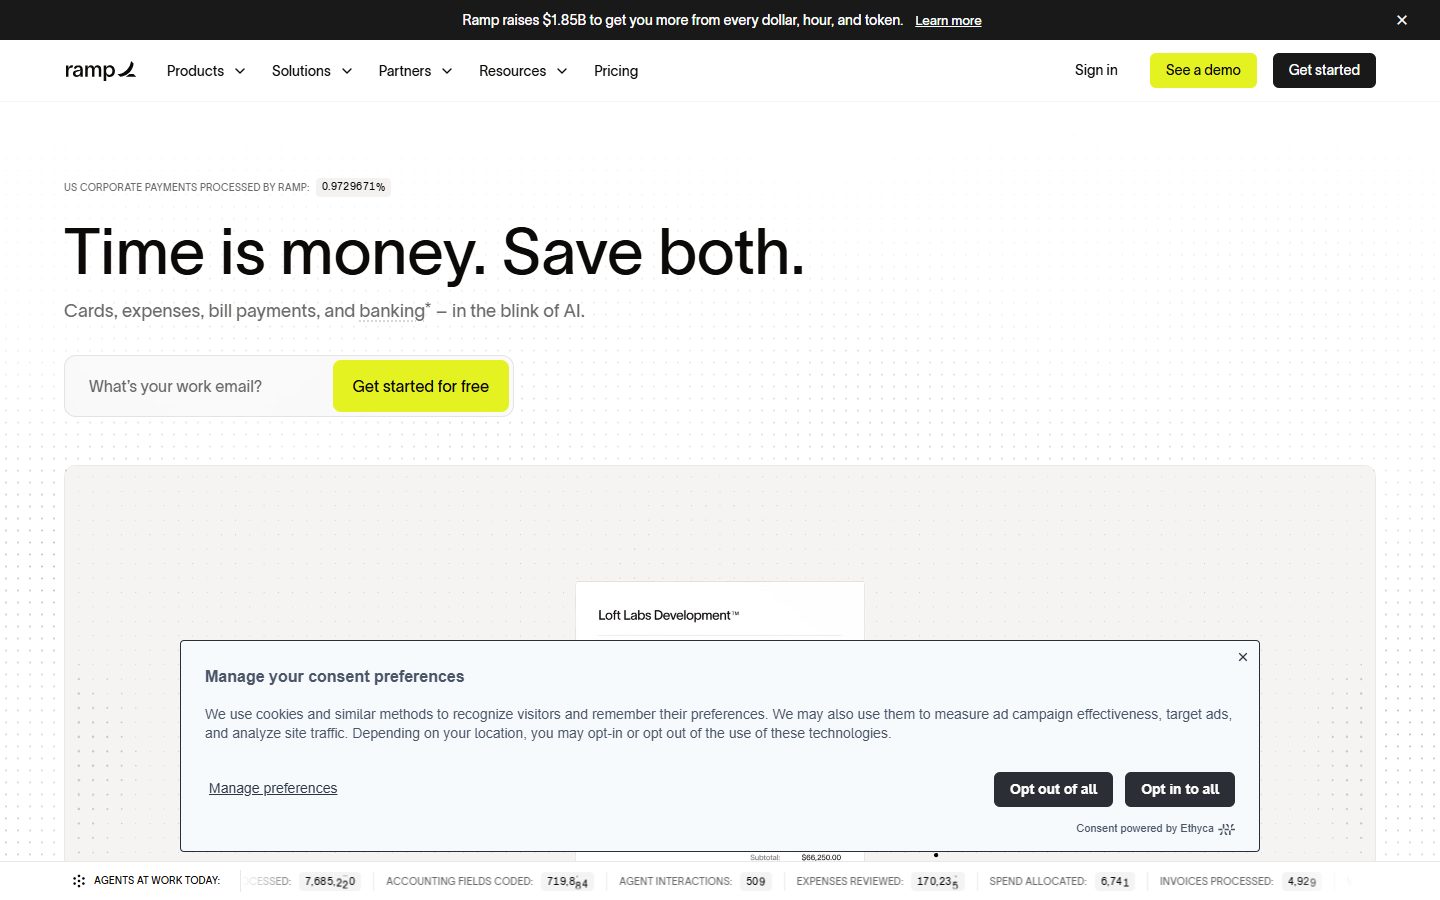 Ramp raises $1.85B to get you more from every dollar, hour, and token. Learn more
ramp Products Solutions Partners Resources Pricing Sign in See a demo Get started
US CORPORATE PAYMENTS PROCESSED BY RAMP: 0.9729671%
Time is money. Save both.
Cards, expenses, bill payments, and banking* – in the blink of AI.
What's your work email? Get started for free
Loft Labs Development™
Manage your consent preferences
We use cookies and similar methods to recognize visitors and remember their preferences. We may also use them to measure ad campaign effectiveness, target ads,
and analyze site traffic. Depending on your location, you may opt-in or opt out of the use of these technologies.
Manage preferences Opt out of all Opt in to all
Consent powered by Ethyca
Subtotal: $66,250.00
AGENTS AT WORK TODAY: ACCOUNTING FIELDS CODED: AGENT INTERACTIONS: 509 EXPENSES REVIEWED: SPEND ALLOCATED: 6,741 INVOICES PROCESSED: 4,929